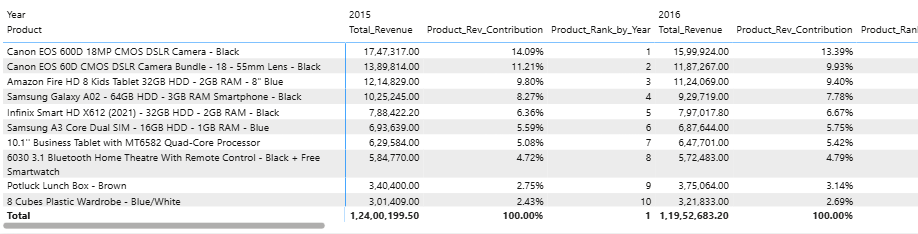 Year 2015 2016
Product Total_Revenue Product_Rev_Contribution Product_Rank_by_Year Total_Revenue Product_Rev_Contribution Product_Ran
Canon EOS 600D 18MP CMOS DSLR Camera - Black 17,47,317.00 14.09% 1 15,99,924.00 13.39%
Canon EOS 60D CMOS DSLR Camera Bundle - 18 - 55mm Lens - Black 13,89,814.00 11.21% 2 11,87,267.00 9.93%
Amazon Fire HD 8 Kids Tablet 32GB HDD - 2GB RAM - 8" Blue 12,14,829.00 9.80% 3 11,24,069.00 9.40%
Samsung Galaxy A02 - 64GB HDD - 3GB RAM Smartphone - Black 10,25,245.00 8.27% 4 9,29,719.00 7.78%
Infinix Smart HD X612 (2021) - 32GB HDD - 2GB RAM - Black 7,88,422.20 6.36% 5 7,97,017.80 6.67%
Samsung A3 Core Dual SIM - 16GB HDD - 1GB RAM - Blue 6,93,639.00 5.59% 6 6,87,644.00 5.75%
10.1" Business Tablet with MT6582 Quad-Core Processor 6,29,584.00 5.08% 7 6,47,701.00 5.42%
6030 3.1 Bluetooth Home Theatre With Remote Control - Black + Free 5,84,770.00 4.72% 8 5,72,483.00 4.79%
Smartwatch
Potluck Lunch Box - Brown 3,40,400.00 2.75% 9 3,75,064.00 3.14%
8 Cubes Plastic Wardrobe - Blue/White 3,01,409.00 2.43% 10 3,21,833.00 2.69%
Total 1,24,00,199.50 100.00% 1 1,19,52,683.20 100.00%